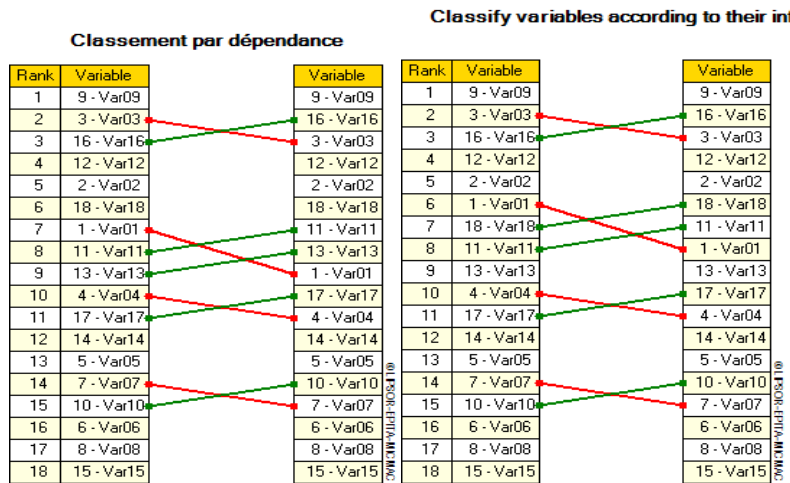 Classement par dépendance
Rank Variable Variable
1 9 - Var09 9 - Var09
2 3 - Var03 16 - Var16
3 16 - Var16 3 - Var03
4 12 - Var12 12 - Var12
5 2 - Var02 2 - Var02
6 18 - Var18 18 - Var18
7 1 - Var01 11 - Var11
8 11 - Var11 13 - Var13
9 13 - Var13 1 - Var01
10 4 - Var04 17 - Var17
11 17 - Var17 4 - Var04
12 14 - Var14 14 - Var14
13 5 - Var05 5 - Var05
14 7 - Var07 10 - Var10
15 10 - Var10 7 - Var07
16 6 - Var06 6 - Var06
17 8 - Var08 8 - Var08
18 15 - Var15 15 - Var15
© LIPSOR-EPITA-MICMAC
Classify variables according to their inf
Rank Variable Variable
1 9 - Var09 9 - Var09
2 3 - Var03 16 - Var16
3 16 - Var16 3 - Var03
4 12 - Var12 12 - Var12
5 2 - Var02 2 - Var02
6 1 - Var01 18 - Var18
7 18 - Var18 11 - Var11
8 11 - Var11 1 - Var01
9 13 - Var13 13 - Var13
10 4 - Var04 17 - Var17
11 17 - Var17 4 - Var04
12 14 - Var14 14 - Var14
13 5 - Var05 5 - Var05
14 7 - Var07 10 - Var10
15 10 - Var10 7 - Var07
16 6 - Var06 6 - Var06
17 8 - Var08 8 - Var08
18 15 - Var15 15 - Var15
© LIPSOR-EPITA-MICMAC